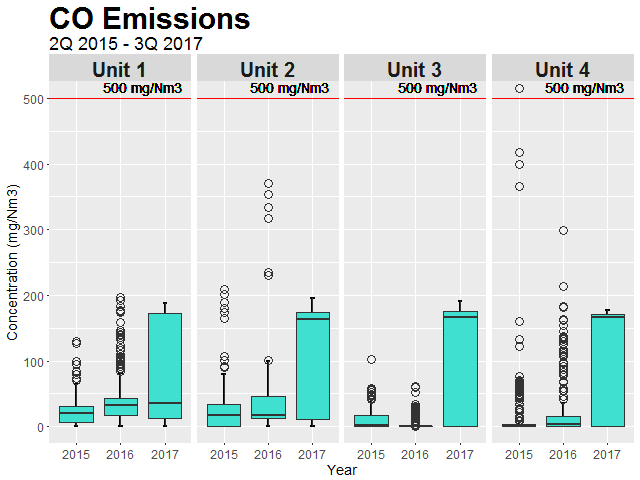 CO Emissions
2Q 2015 - 3Q 2017
Unit 1 Unit 2 Unit 3 Unit 4
500 mg/Nm3 500 mg/Nm3 500 mg/Nm3 500 mg/Nm3
Concentration (mg/Nm3)
500
400
300
200
100
0
2015 2016 2017 2015 2016 2017 2015 2016 2017 2015 2016 2017
Year